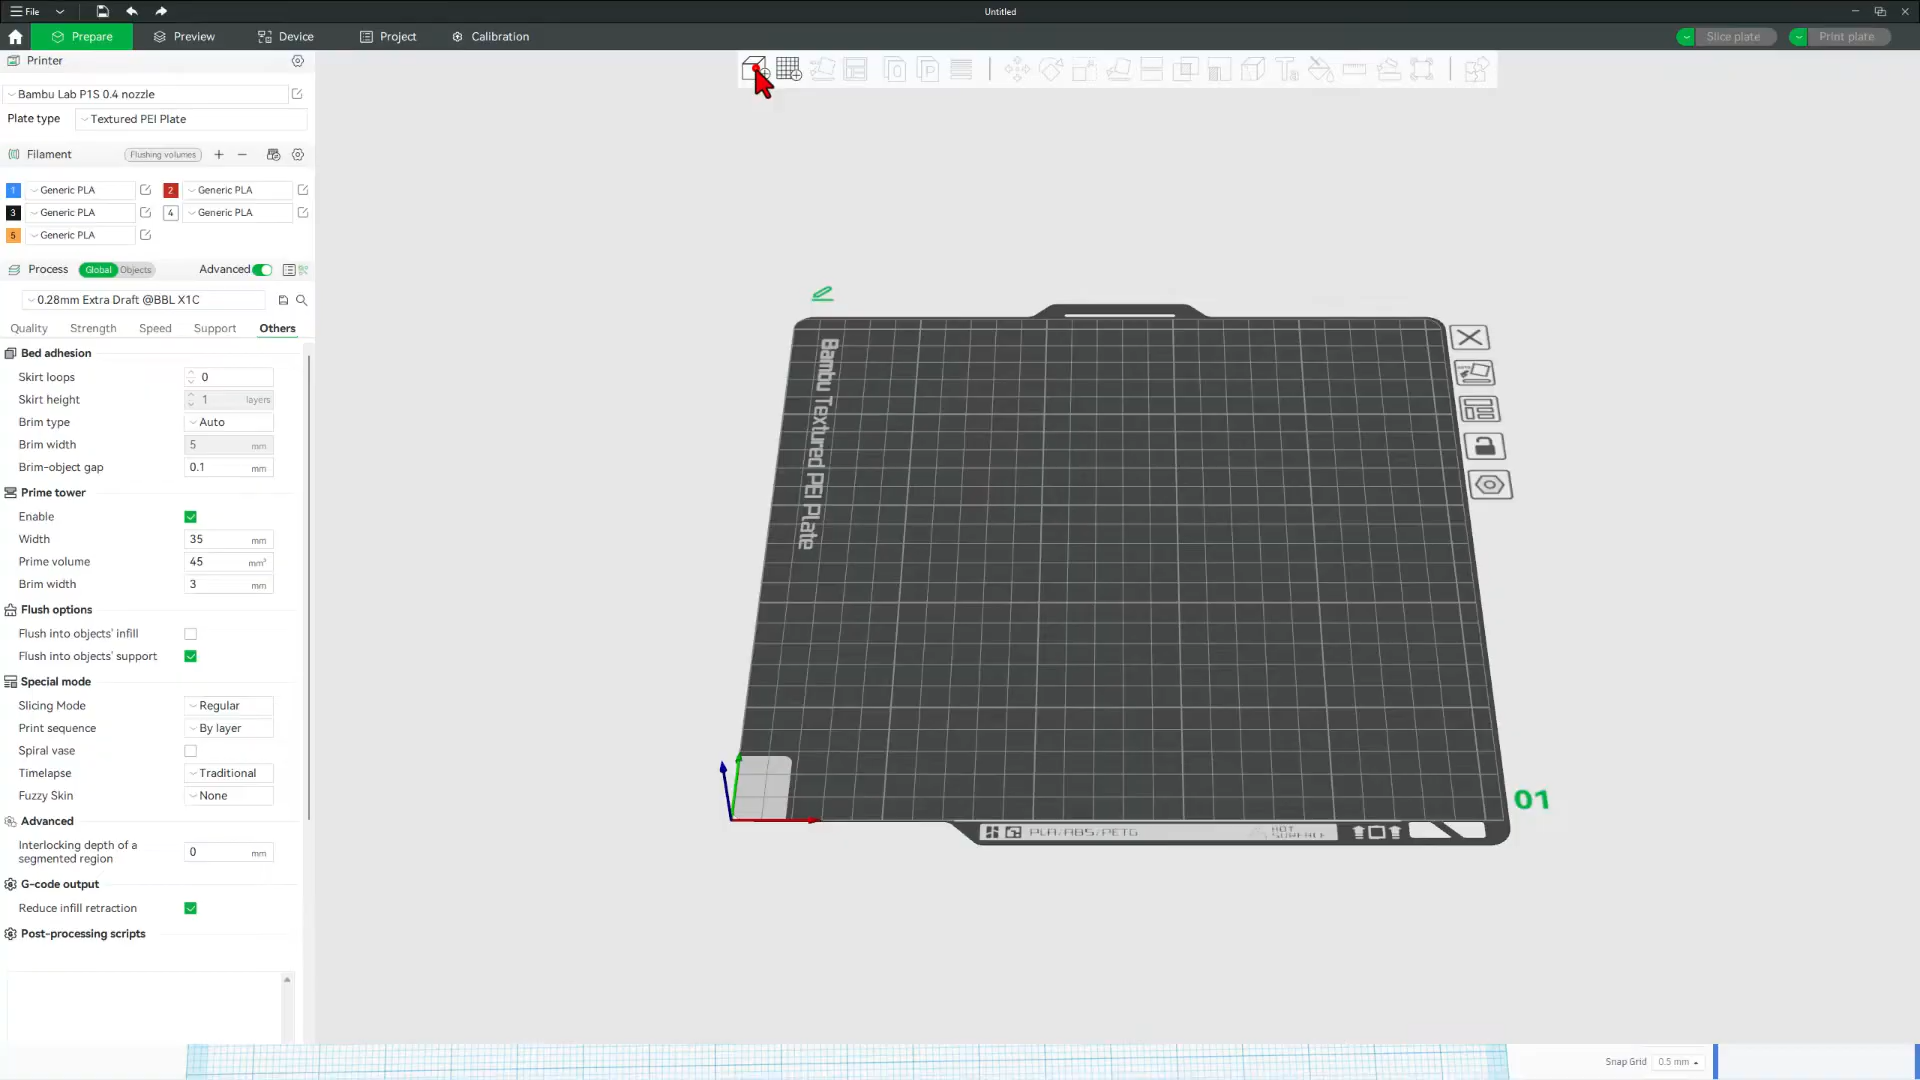 File
Untitled
Prepare
Preview
Device
Project
Calibration
Slice plate
Print plate
Printer
Bambu Lab P1S 0.4 nozzle
Plate type
Textured PEI Plate
Filament
Flushing volumes
1 Generic PLA
2 Generic PLA
3 Generic PLA
4 Generic PLA
5 Generic PLA
Process
Global
Objects
Advanced
0.28mm Extra Draft @BBL X1C
Quality
Strength
Speed
Support
Others
Bed adhesion
Skirt loops 0
Skirt height 1 layers
Brim type Auto
Brim width 5 mm
Brim-object gap 0.1 mm
Prime tower
Enable
Width 35 mm
Prime volume 45 mm³
Brim width 3 mm
Flush options
Flush into objects' infill
Flush into objects' support
Special mode
Slicing Mode Regular
Print sequence By layer
Spiral vase
Timelapse Traditional
Fuzzy Skin None
Advanced
Interlocking depth of a
segmented region 0 mm
G-code output
Reduce infill retraction
Post-processing scripts
Bambu Textured PEI Plate
01
PLA/ABS/PETG
HOT
SURFACE
Snap Grid 0.5 mm